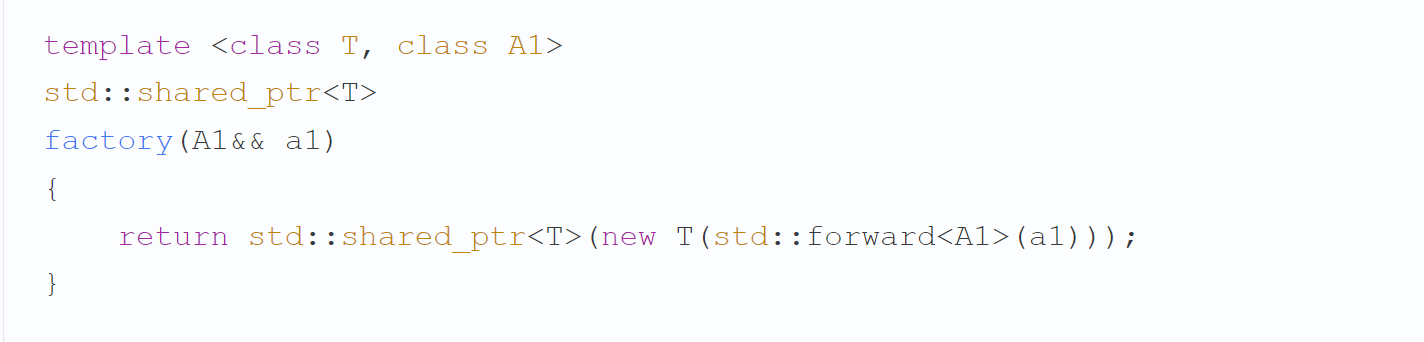 template <class T, class A1>
std::shared_ptr<T>
factory(A1&& a1)
{
    return std::shared_ptr<T>(new T(std::forward<A1>(a1)));
}